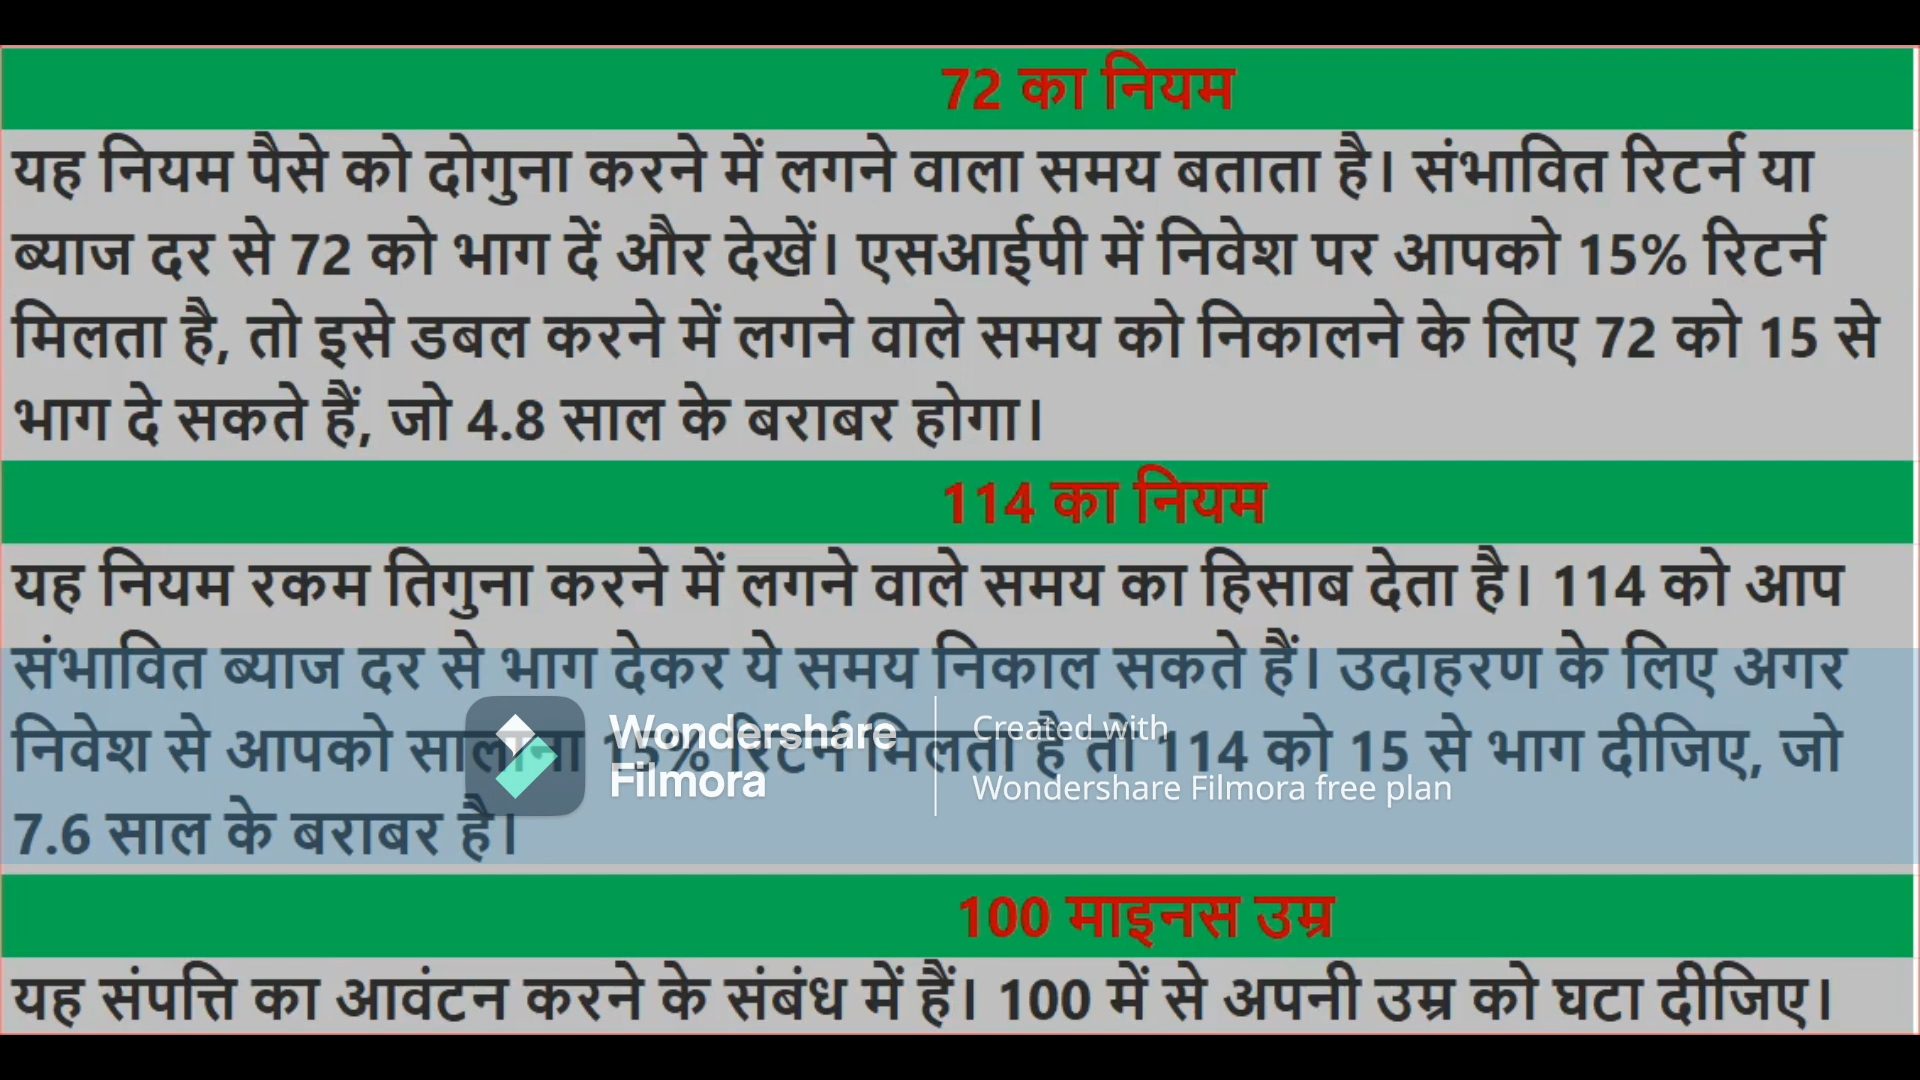 72 का नियम
यह नियम पैसे को दोगुना करने में लगने वाला समय बताता है। संभावित रिटर्न या
ब्याज दर से 72 को भाग दें और देखें। एसआईपी में निवेश पर आपको 15% रिटर्न
मिलता है, तो इसे डबल करने में लगने वाले समय को निकालने के लिए 72 को 15 से
भाग दे सकते हैं, जो 4.8 साल के बराबर होगा।
114 का नियम
यह नियम रकम तिगुना करने में लगने वाले समय का हिसाब देता है। 114 को आप
संभावित ब्याज दर से भाग देकर ये समय निकाल सकते हैं। उदाहरण के लिए अगर
निवेश से आपको सालाना 15% रिटर्न मिलता है तो 114 को 15 से भाग दीजिए, जो
7.6 साल के बराबर है।
Wondershare
Filmora
Created with
Wondershare Filmora free plan
100 माइनस उम्र
यह संपत्ति का आवंटन करने के संबंध में हैं। 100 में से अपनी उम्र को घटा दीजिए।